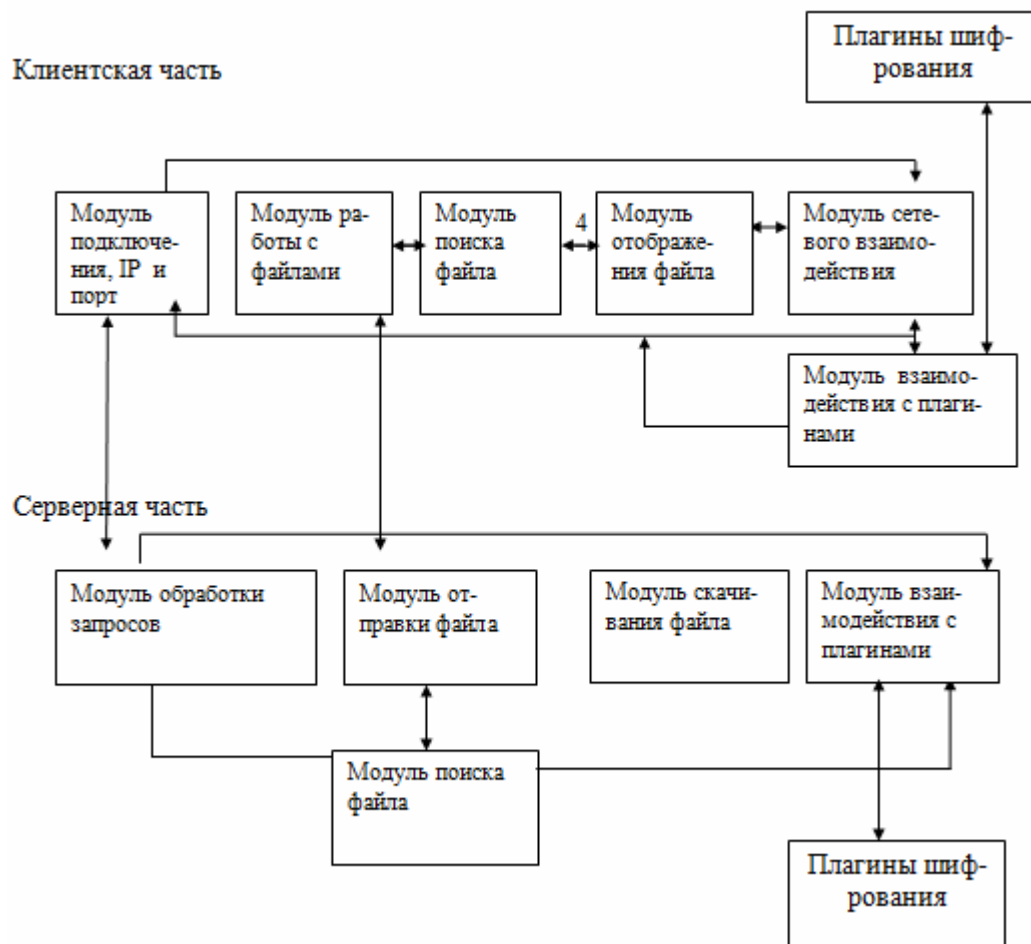 Плагины шиф-
рования
Клиентская часть
Модуль
подключе-
ния, IP и
порт
Модуль ра-
боты с
файлами
Модуль
поиска
файла
4
Модуль
отображе-
ния файла
Модуль сете-
вого взаимо-
действия
Модуль взаимо-
действия с плаги-
нами
Серверная часть
Модуль обработки
запросов
Модуль от-
правки файла
Модуль скачи-
вания файла
Модуль взаи-
модействия с
плагинами
Модуль поиска
файла
Плагины шиф-
рования